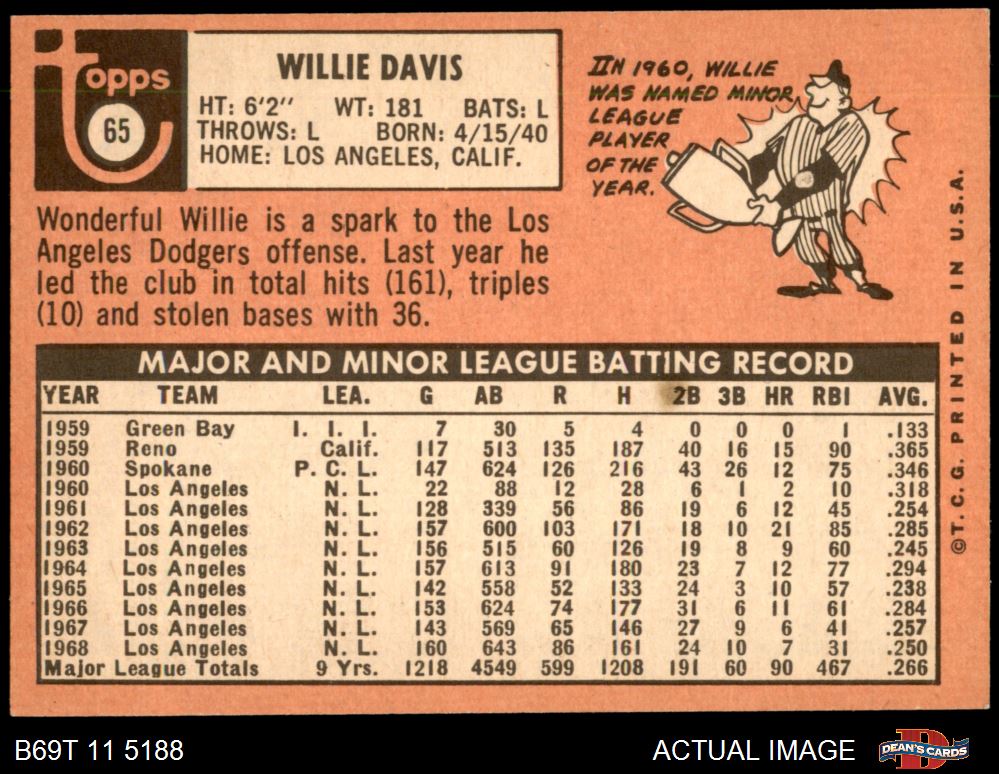 topps
65
WILLIE DAVIS
HT: 6'2" WT: 181 BATS: L
THROWS: L BORN: 4/15/40
HOME: LOS ANGELES, CALIF.
IN 1960, WILLIE
WAS NAMED MINOR
LEAGUE
PLAYER
OF THE
YEAR.
Wonderful Willie is a spark to the Los
Angeles Dodgers offense. Last year he
led the club in total hits (161), triples
(10) and stolen bases with 36.
MAJOR AND MINOR LEAGUE BATTING RECORD
YEAR TEAM LEA. G AB R H 2B 3B HR RBI AVG.
1959 Green Bay I. I. I. 7 30 5 4 0 0 0 1 .133
1959 Reno Calif. 117 513 135 187 40 16 15 90 .365
1960 Spokane P. C. L. 147 624 126 216 43 26 12 75 .346
1960 Los Angeles N. L. 22 88 12 28 6 1 2 10 .318
1961 Los Angeles N. L. 128 339 56 86 19 6 12 45 .254
1962 Los Angeles N. L. 157 600 103 171 18 10 21 85 .285
1963 Los Angeles N. L. 156 515 60 126 19 8 9 60 .245
1964 Los Angeles N. L. 157 613 91 180 23 7 12 77 .294
1965 Los Angeles N. L. 142 558 52 133 24 3 10 57 .238
1966 Los Angeles N. L. 153 624 74 177 31 6 11 61 .284
1967 Los Angeles N. L. 143 569 65 146 27 9 6 41 .257
1968 Los Angeles N. L. 160 643 86 161 24 10 7 31 .250
Major League Totals 9 Yrs. 1218 4549 599 1208 191 60 90 467 .266
©T. C. G. PRINTED IN U.S.A.
B69T 11 5188
ACTUAL IMAGE
DEAN'S CARDS